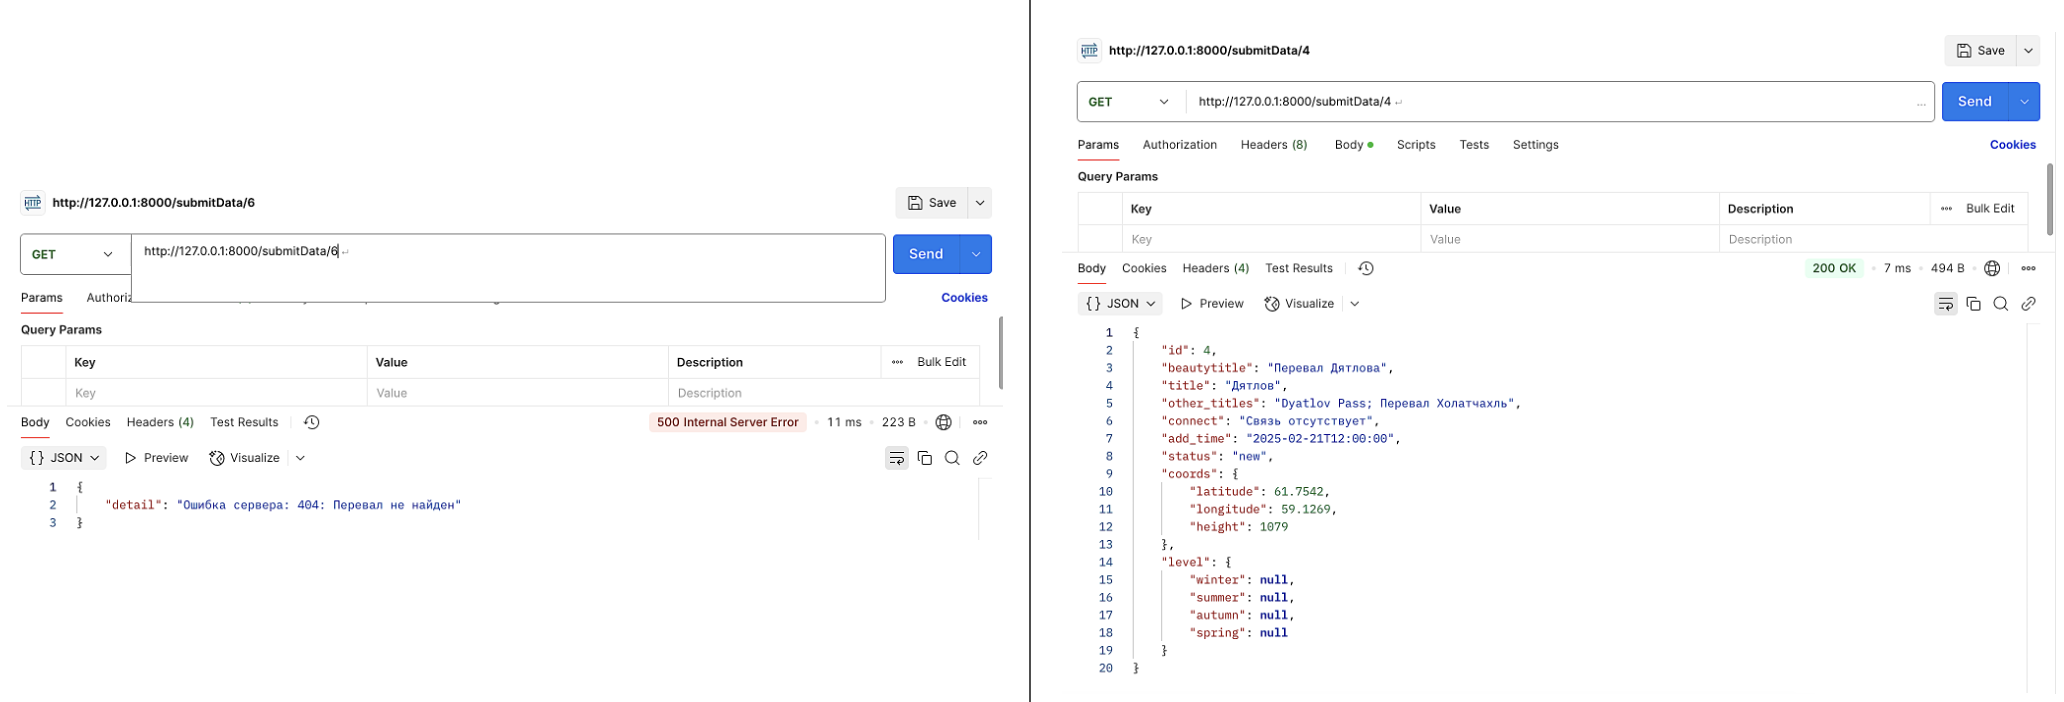 http://127.0.0.1:8000/submitData/6
Save
GET
http://127.0.0.1:8000/submitData/6
Send
Params
Cookies
Query Params
Key Value Description ••• Bulk Edit
Key Value Description
Body Cookies Headers (4) Test Results 500 Internal Server Error • 11 ms • 223 B
{} JSON Preview Visualize
1 {
2 "detail": "Ошибка сервера: 404: Перевал не найден"
3 }
http://127.0.0.1:8000/submitData/4
Save
GET http://127.0.0.1:8000/submitData/4 ... Send
Params Authorization Headers (8) Body Scripts Tests Settings Cookies
Query Params
Key Value Description ••• Bulk Edit
Key Value Description
Body Cookies Headers (4) Test Results 200 OK • 7 ms • 494 B
{} JSON Preview Visualize
1 {
2 "id": 4,
3 "beautytitle": "Перевал Дятлова",
4 "title": "Дятлов",
5 "other_titles": "Dyatlov Pass; Перевал Холатчахль",
6 "connect": "Связь отсутствует",
7 "add_time": "2025-02-21T12:00:00",
8 "status": "new",
9 "coords": {
10 "latitude": 61.7542,
11 "longitude": 59.1269,
12 "height": 1079
13 },
14 "level": {
15 "winter": null,
16 "summer": null,
17 "autumn": null,
18 "spring": null
19 }
20 }